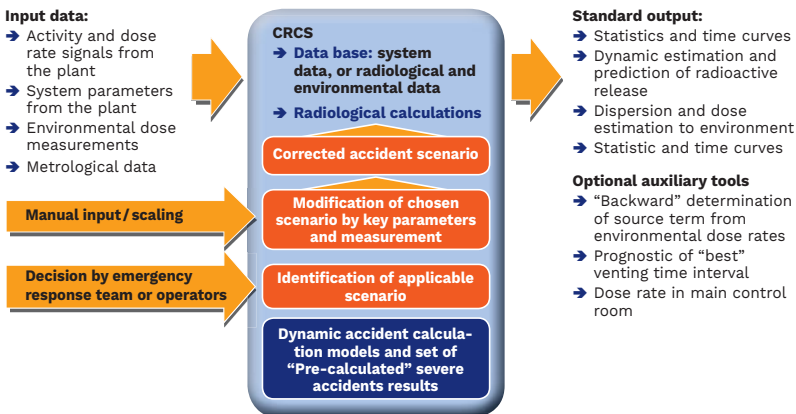 Input data:
➔ Activity and dose
rate signals from
the plant
➔ System parameters
from the plant
➔ Environmental dose
measurements
➔ Metrological data
Manual input / scaling
Decision by emergency
response team or operators
CRCS
➔ Data base: system
data, or radiological and
environmental data
➔ Radiological calculations
Corrected accident scenario
Modification of chosen
scenario by key parameters
and measurement
Identification of applicable
scenario
Dynamic accident calcula-
tion models and set of
“Pre-calculated” severe
accidents results
Standard output:
➔ Statistics and time curves
➔ Dynamic estimation and
prediction of radioactive
release
➔ Dispersion and dose
estimation to environment
➔ Statistic and time curves
Optional auxiliary tools
➔ “Backward” determination
of source term from
environmental dose rates
➔ Prognostic of “best”
venting time interval
➔ Dose rate in main control
room